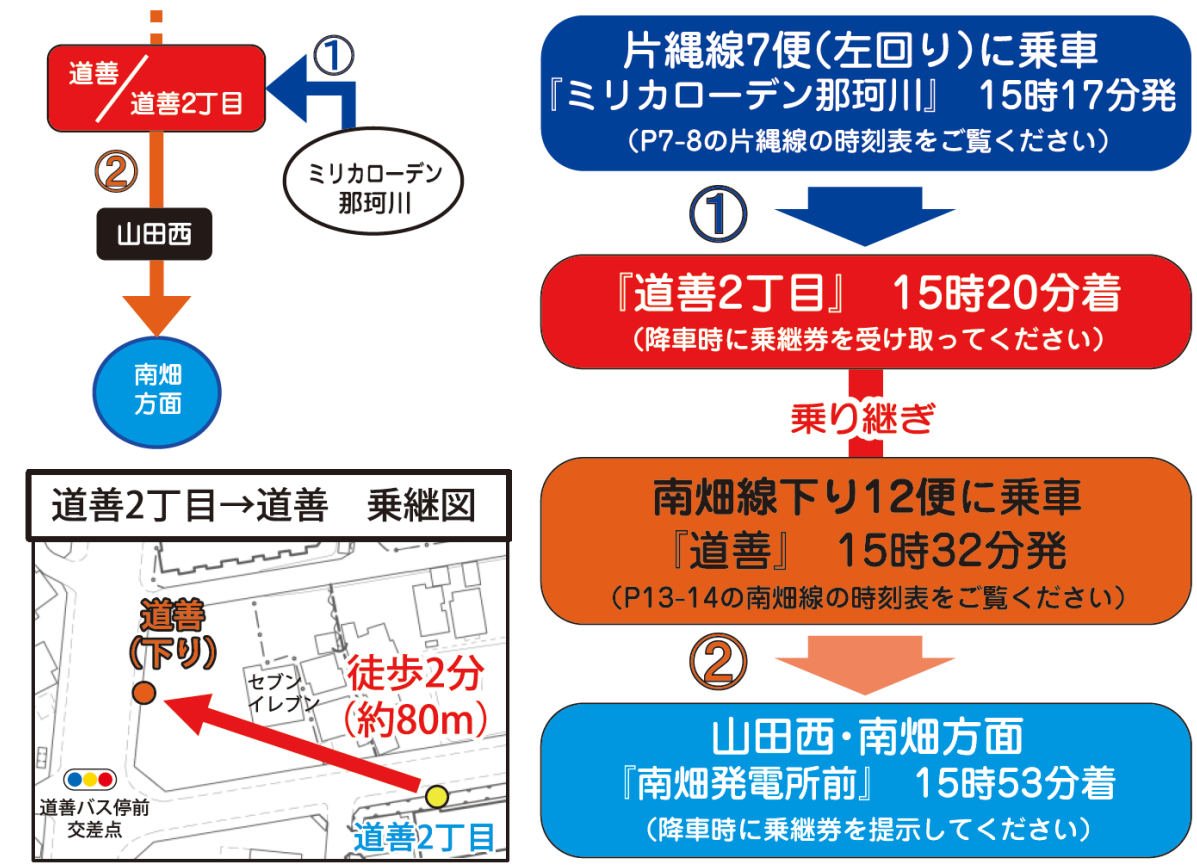 道善/
道善2丁目
①
ミリカローデン
那珂川
②
山田西
南畑
方面
片縄線7便(左回り)に乗車
『ミリカローデン那珂川』 15時17分発
(P7-8の片縄線の時刻表をご覧ください)
①
『道善2丁目』 15時20分着
(降車時に乗継券を受け取ってください)
乗り継ぎ
南畑線下り12便に乗車
『道善』 15時32分発
(P13-14の南畑線の時刻表をご覧ください)
②
山田西・南畑方面
『南畑発電所前』 15時53分着
(降車時に乗継券を提示してください)
道善2丁目→道善 乗継図
道善
(下り)
セブン
イレブン
徒歩2分
(約80m)
道善バス停前
交差点
道善2丁目